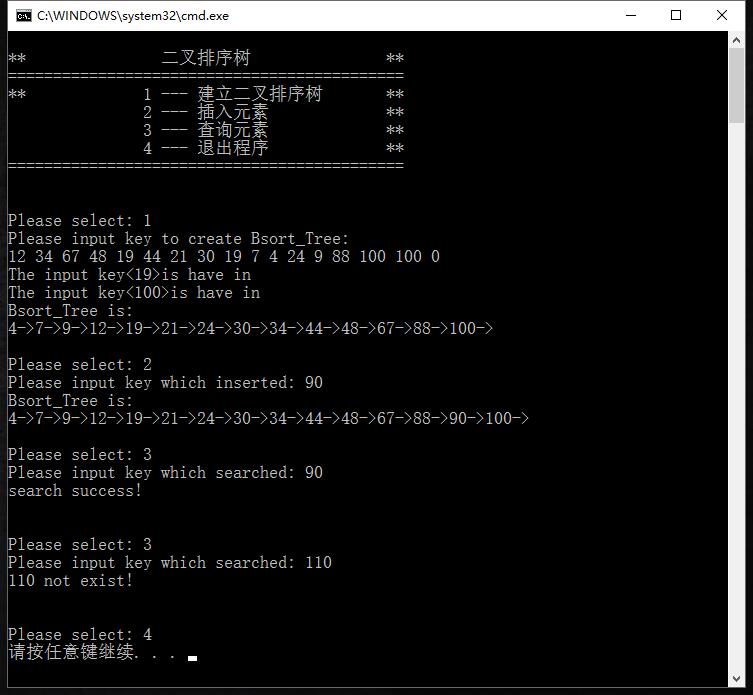 C:\WINDOWS\system32\cmd.exe
** 二叉排序树 **
============================================
** 1 --- 建立二叉排序树 **
2 --- 插入元素 **
3 --- 查询元素 **
4 --- 退出程序 **
============================================
Please select: 1
Please input key to create Bsort_Tree:
12 34 67 48 19 44 21 30 19 7 4 24 9 88 100 100 0
The input key<19>is have in
The input key<100>is have in
Bsort_Tree is:
4->7->9->12->19->21->24->30->34->44->48->67->88->100->
Please select: 2
Please input key which inserted: 90
Bsort_Tree is:
4->7->9->12->19->21->24->30->34->44->48->67->88->90->100->
Please select: 3
Please input key which searched: 90
search success!
Please select: 3
Please input key which searched: 110
110 not exist!
Please select: 4
请按任意键继续. . .